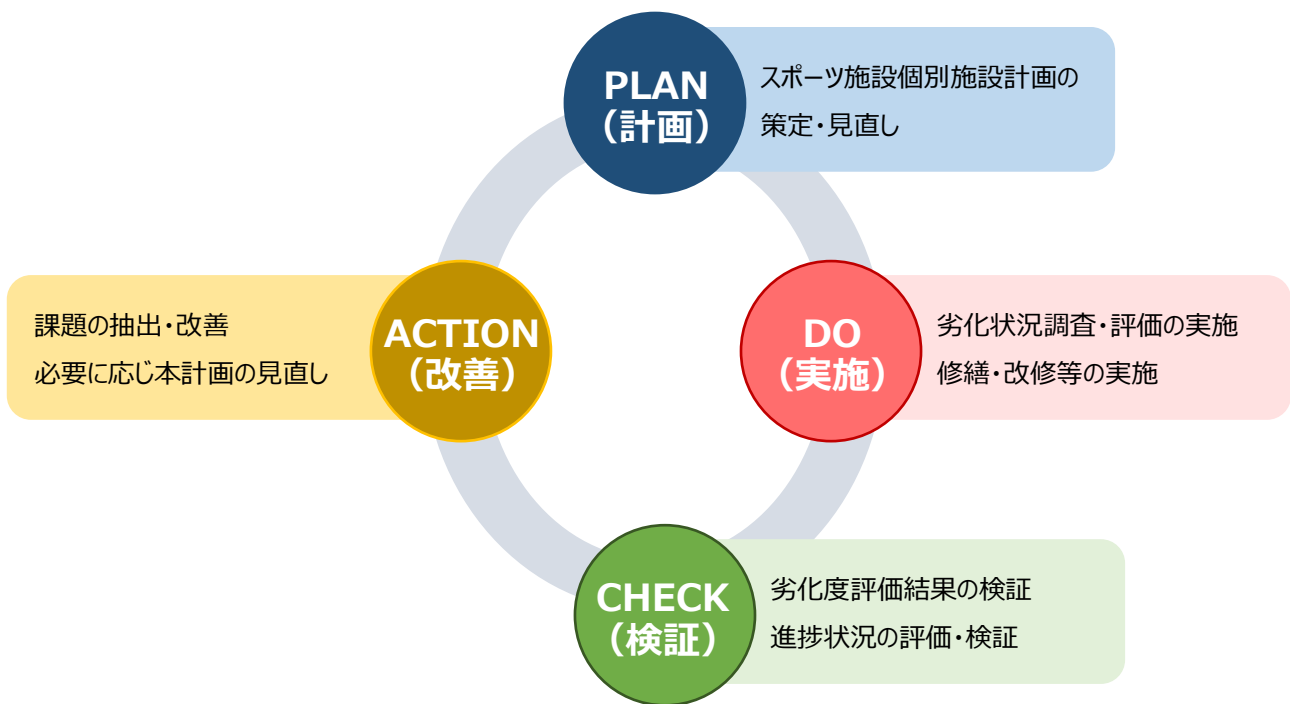 PLAN
（計画）
スポーツ施設個別施設計画の
策定・見直し
DO
（実施）
劣化状況調査・評価の実施
修繕・改修等の実施
CHECK
（検証）
劣化度評価結果の検証
進捗状況の評価・検証
ACTION
（改善）
課題の抽出・改善
必要に応じ本計画の見直し